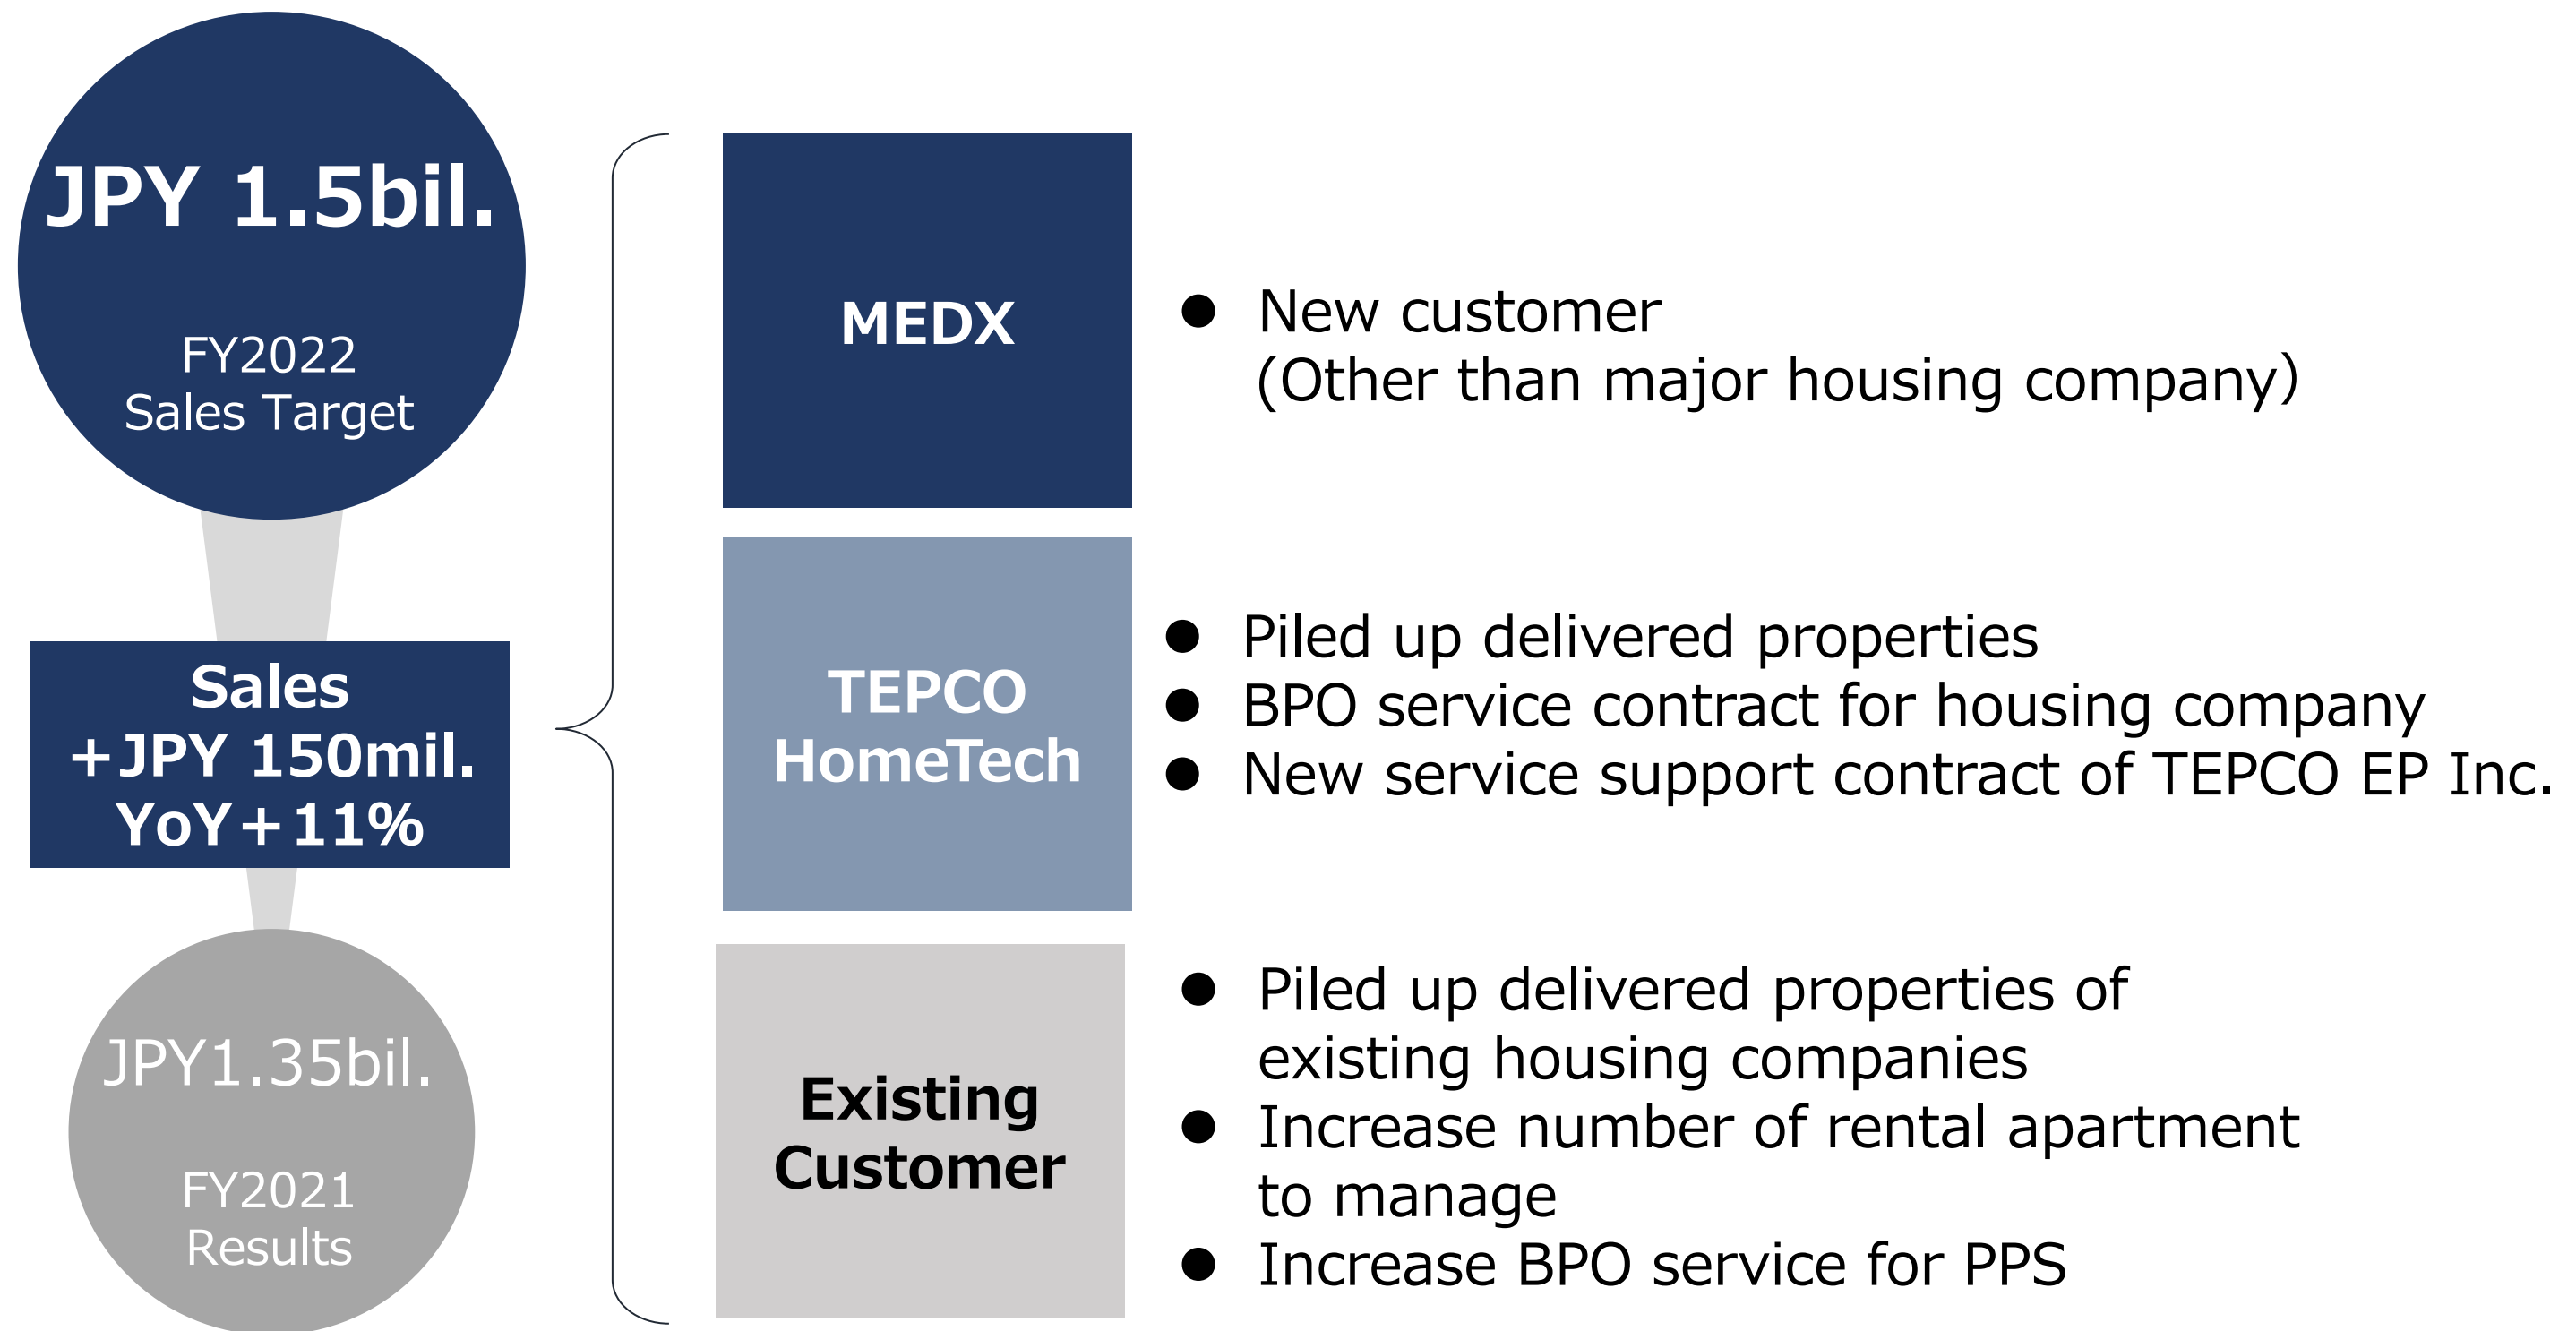 JPY 1.5bil.
FY2022
Sales Target
Sales
+JPY 150mil.
YoY+11%
JPY1.35bil.
FY2021
Results
MEDX
● New customer
(Other than major housing company)
TEPCO
HomeTech
● Piled up delivered properties
● BPO service contract for housing company
● New service support contract of TEPCO EP Inc.
Existing
Customer
● Piled up delivered properties of
existing housing companies
● Increase number of rental apartment
to manage
● Increase BPO service for PPS